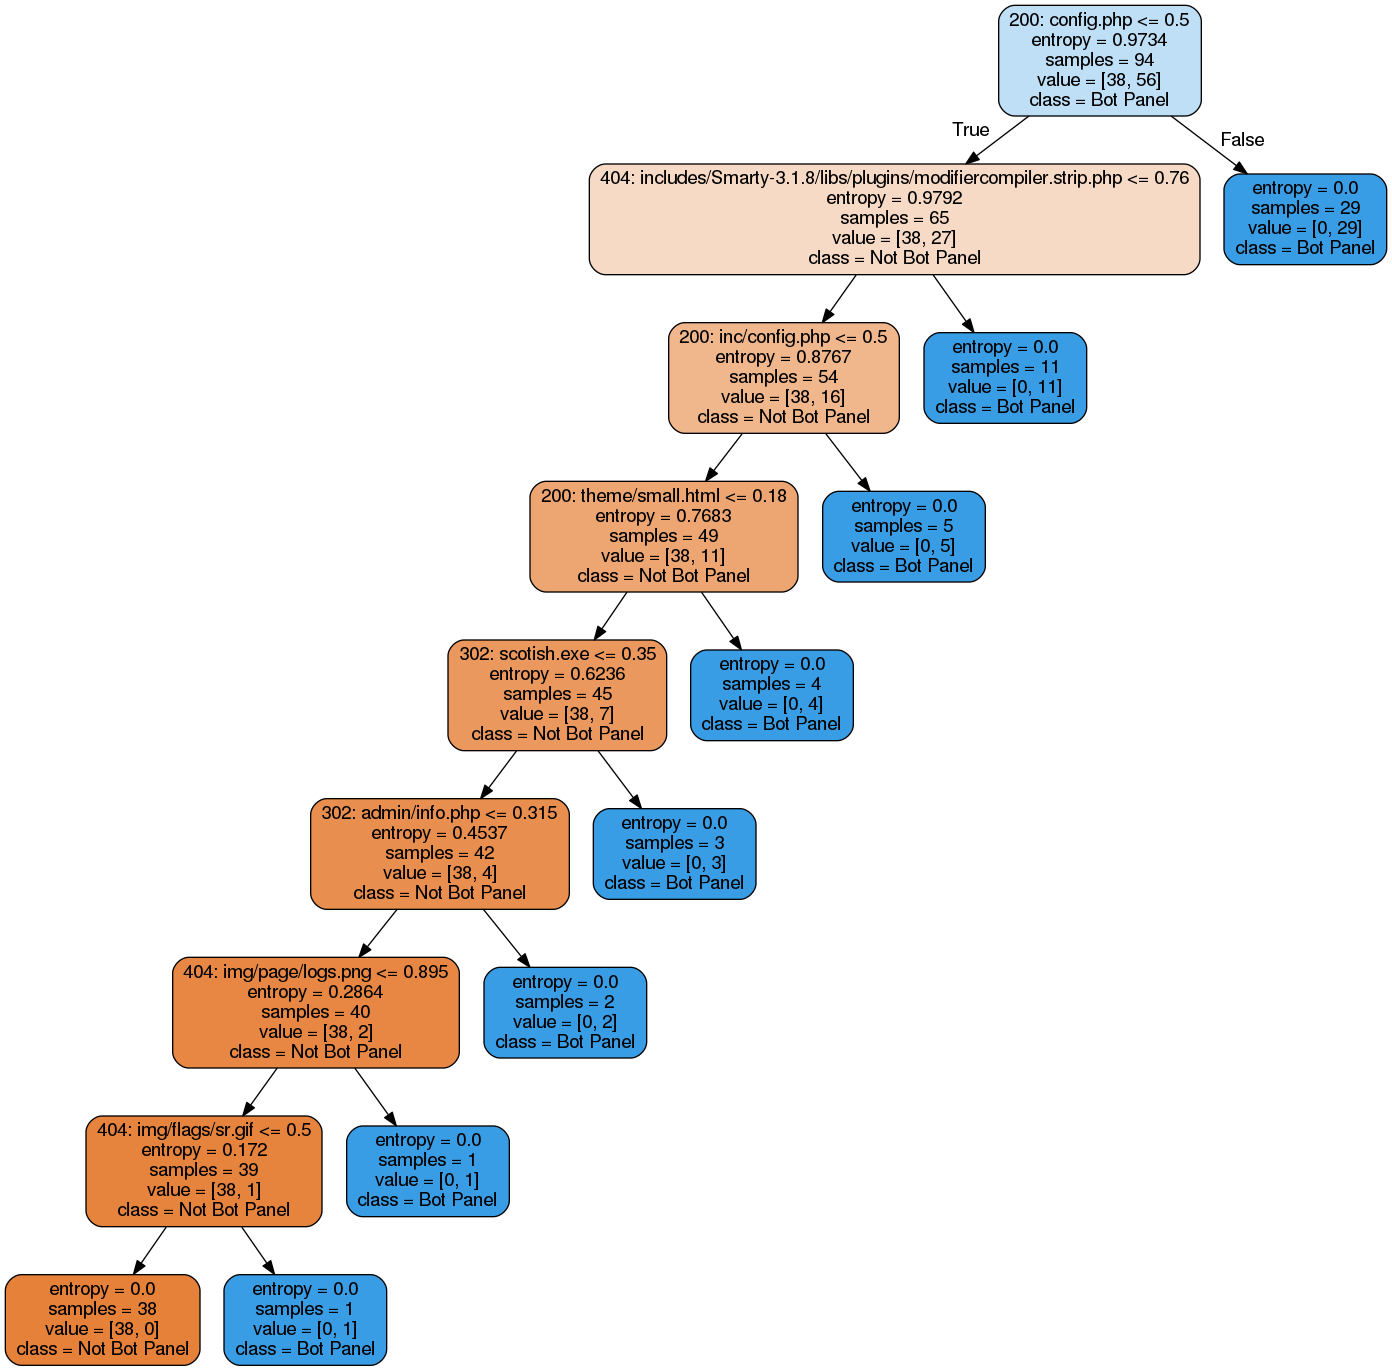 200: config.php <= 0.5
entropy = 0.9734
samples = 94
value = [38, 56]
class = Bot Panel
True
False
404: includes/Smarty-3.1.8/libs/plugins/modifiercompiler.strip.php <= 0.76
entropy = 0.9792
samples = 65
value = [38, 27]
class = Not Bot Panel
entropy = 0.0
samples = 29
value = [0, 29]
class = Bot Panel
200: inc/config.php <= 0.5
entropy = 0.8767
samples = 54
value = [38, 16]
class = Not Bot Panel
entropy = 0.0
samples = 11
value = [0, 11]
class = Bot Panel
200: theme/small.html <= 0.18
entropy = 0.7683
samples = 49
value = [38, 11]
class = Not Bot Panel
entropy = 0.0
samples = 5
value = [0, 5]
class = Bot Panel
302: scotish.exe <= 0.35
entropy = 0.6236
samples = 45
value = [38, 7]
class = Not Bot Panel
entropy = 0.0
samples = 4
value = [0, 4]
class = Bot Panel
302: admin/info.php <= 0.315
entropy = 0.4537
samples = 42
value = [38, 4]
class = Not Bot Panel
entropy = 0.0
samples = 3
value = [0, 3]
class = Bot Panel
404: img/page/logs.png <= 0.895
entropy = 0.2864
samples = 40
value = [38, 2]
class = Not Bot Panel
entropy = 0.0
samples = 2
value = [0, 2]
class = Bot Panel
404: img/flags/sr.gif <= 0.5
entropy = 0.172
samples = 39
value = [38, 1]
class = Not Bot Panel
entropy = 0.0
samples = 1
value = [0, 1]
class = Bot Panel
entropy = 0.0
samples = 38
value = [38, 0]
class = Not Bot Panel
entropy = 0.0
samples = 1
value = [0, 1]
class = Bot Panel